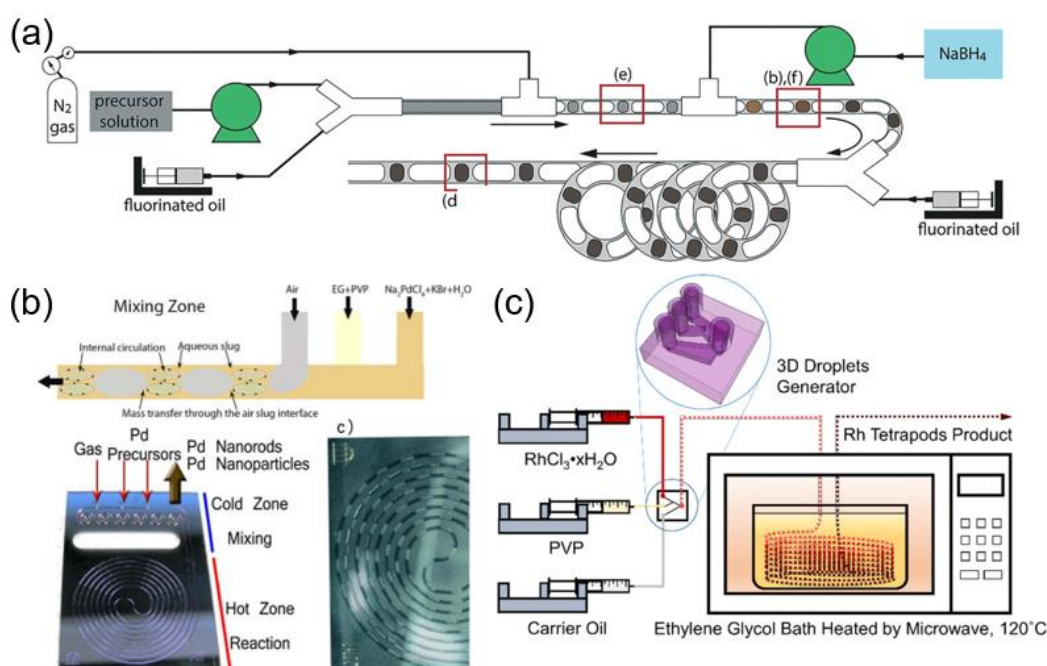 (a)
N₂
gas
precursor
solution
fluorinated oil
(e)
(b),(f)
NaBH₄
(d
fluorinated oil
(b)
Mixing Zone
Air
EG+PVP
Na₂PdCl₄+KBr+H₂O
Internal circulation
Aqueous slug
Mass transfer through the air slug interface
Pd
Gas Precursors
Pd Nanorods
Pd Nanoparticles
Cold Zone
Mixing
Hot Zone
Reaction
c)
(c)
3D Droplets
Generator
RhCl₃•xH₂O
PVP
Carrier Oil
Rh Tetrapods Product
Ethylene Glycol Bath Heated by Microwave, 120°C